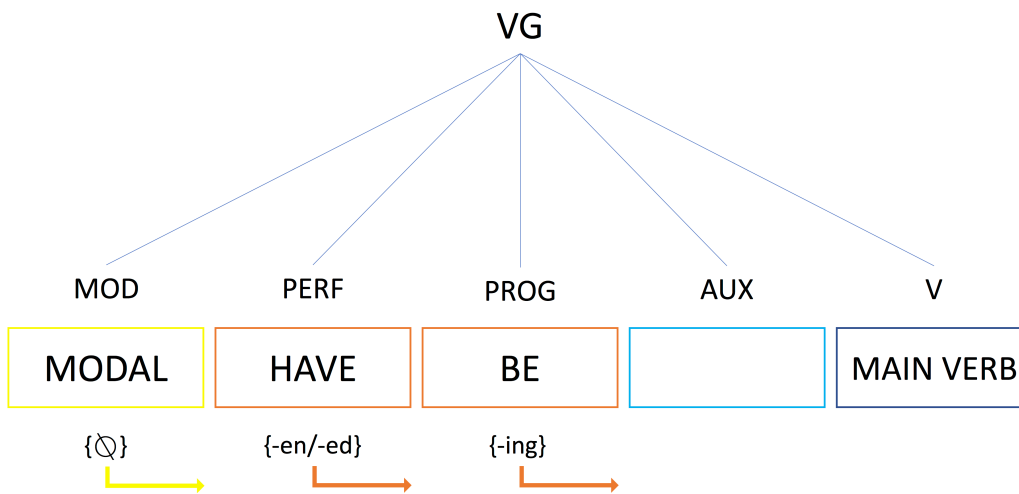 VG
MOD PERF PROG AUX V
MODAL HAVE BE MAIN VERB
{∅} {-en/-ed} {-ing}